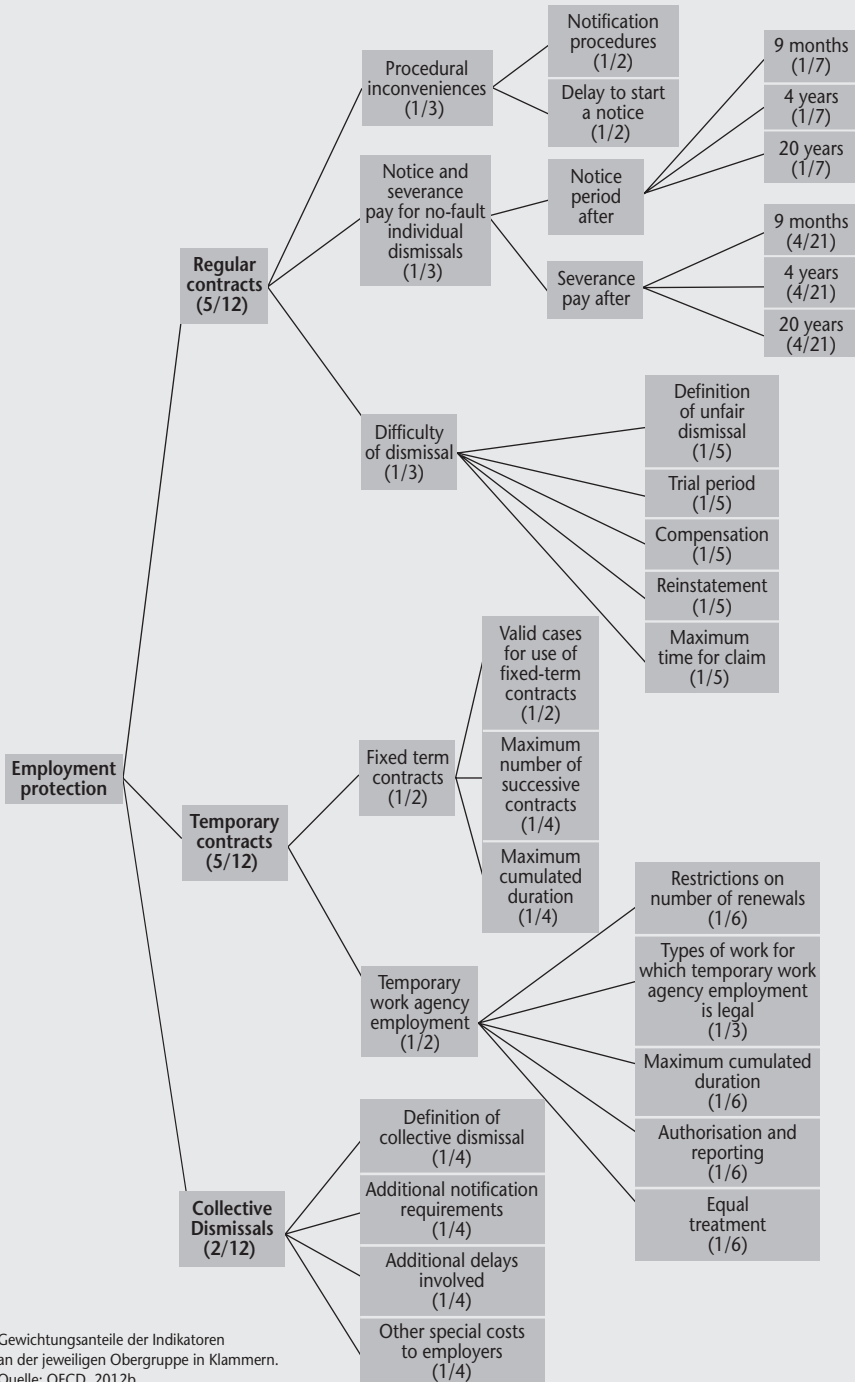 Employment
protection
Regular
contracts
(5/12)
Procedural
inconveniences
(1/3)
Notification
procedures
(1/2)
Delay to start
a notice
(1/2)
Notice and
severance
pay for no-fault
individual
dismissals
(1/3)
Notice
period
after
9 months
(1/7)
4 years
(1/7)
20 years
(1/7)
Severance
pay after
9 months
(4/21)
4 years
(4/21)
20 years
(4/21)
Difficulty
of dismissal
(1/3)
Definition
of unfair
dismissal
(1/5)
Trial period
(1/5)
Compensation
(1/5)
Reinstatement
(1/5)
Maximum
time for claim
(1/5)
Temporary
contracts
(5/12)
Fixed term
contracts
(1/2)
Valid cases
for use of
fixed-term
contracts
(1/2)
Maximum
number of
successive
contracts
(1/4)
Maximum
cumulated
duration
(1/4)
Temporary
work agency
employment
(1/2)
Restrictions on
number of renewals
(1/6)
Types of work for
which temporary work
agency employment
is legal
(1/3)
Maximum cumulated
duration
(1/6)
Authorisation and
reporting
(1/6)
Equal
treatment
(1/6)
Collective
Dismissals
(2/12)
Definition of
collective dismissal
(1/4)
Additional notification
requirements
(1/4)
Additional delays
involved
(1/4)
Other special costs
to employers
(1/4)
Gewichtungsanteile der Indikatoren
an der jeweiligen Obergruppe in Klammern.
Quelle: OECD, 2012b